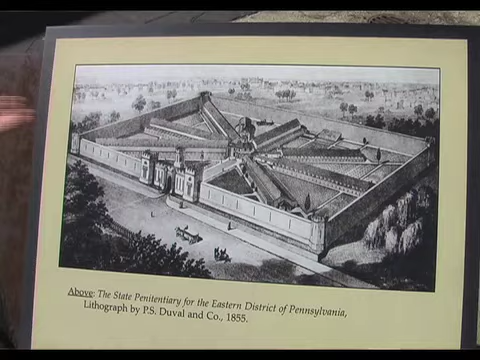 Above: The State Penitentiary for the Eastern District of Pennsylvania,
Lithograph by P.S. Duval and Co., 1855.